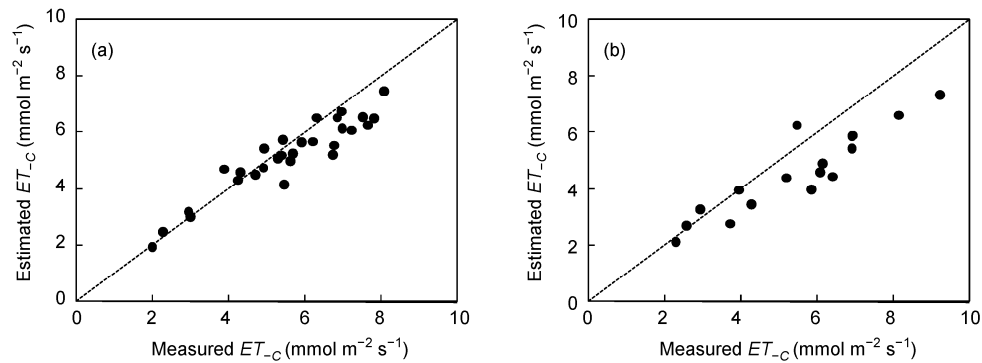 (a)
Estimated ET₋C (mmol m⁻² s⁻¹)
10
8
6
4
2
0
0 2 4 6 8 10
Measured ET₋C (mmol m⁻² s⁻¹)
(b)
Estimated ET₋C (mmol m⁻² s⁻¹)
10
8
6
4
2
0
0 2 4 6 8 10
Measured ET₋C (mmol m⁻² s⁻¹)